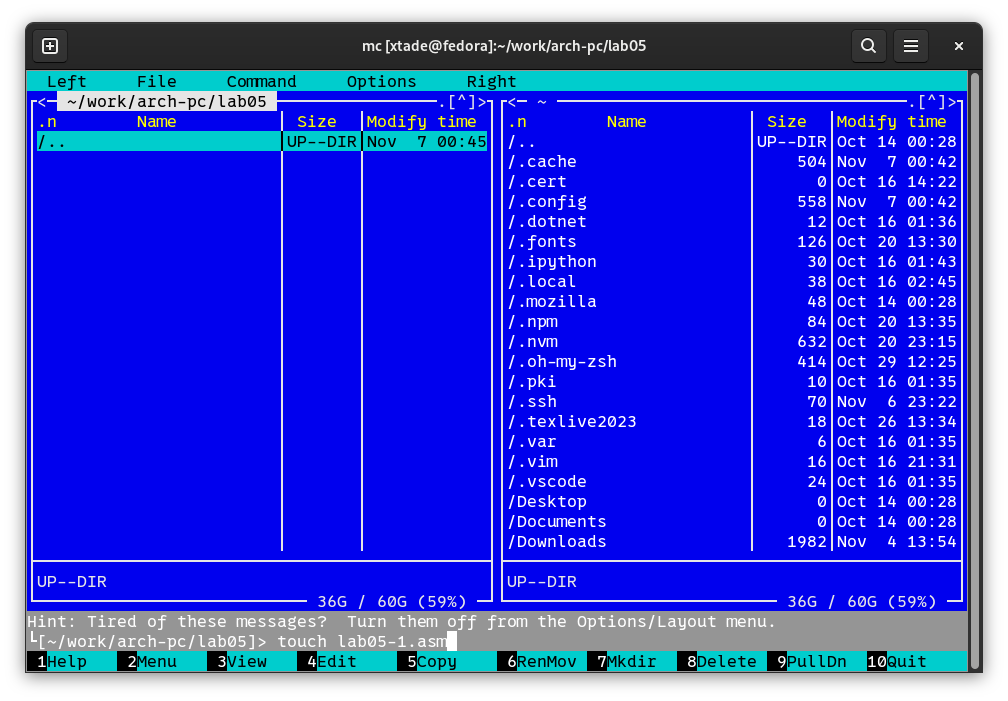 mc [xtade@fedora]:~/work/arch-pc/lab05
Left File Command Options Right
<─ ~/work/arch-pc/lab05 .[^]> <─ ~ .[^]>
.n Name Size Modify time .n Name Size Modify time
/.. UP--DIR Nov 7 00:45 /.. UP--DIR Oct 14 00:28
/.cache 504 Nov 7 00:42
/.cert 0 Oct 16 14:22
/.config 558 Nov 7 00:42
/.dotnet 12 Oct 16 01:36
/.fonts 126 Oct 20 13:30
/.ipython 30 Oct 16 01:43
/.local 38 Oct 16 02:45
/.mozilla 48 Oct 14 00:28
/.npm 84 Oct 20 13:35
/.nvm 632 Oct 20 23:15
/.oh-my-zsh 414 Oct 29 12:25
/.pki 10 Oct 16 01:35
/.ssh 70 Nov 6 23:22
/.texlive2023 18 Oct 26 13:34
/.var 6 Oct 16 01:35
/.vim 16 Oct 16 21:31
/.vscode 24 Oct 16 01:35
/Desktop 0 Oct 14 00:28
/Documents 0 Oct 14 00:28
/Downloads 1982 Nov 4 13:54
UP--DIR UP--DIR
36G / 60G (59%) 36G / 60G (59%)
Hint: Tired of these messages? Turn them off from the Options/Layout menu.
└[~/work/arch-pc/lab05]> touch lab05-1.asm
1Help 2Menu 3View 4Edit 5Copy 6RenMov 7Mkdir 8Delete 9PullDn 10Quit